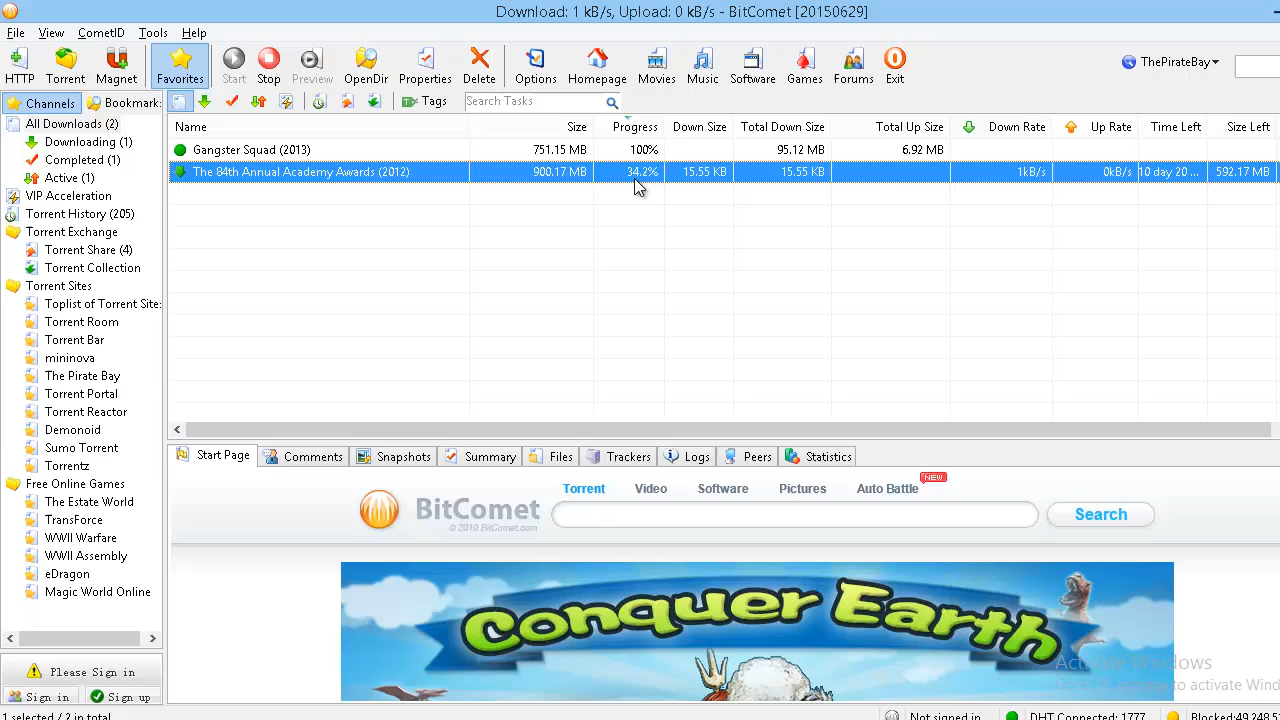 Download: 1 kB/s, Upload: 0 kB/s - BitComet [20150629]
File View CometID Tools Help
HTTP Torrent Magnet Favorites Start Stop Preview OpenDir Properties Delete Options Homepage Movies Music Software Games Forums Exit ThePirateBay
Channels Bookmark:
Tags Search Tasks
Name Size Progress Down Size Total Down Size Total Up Size Down Rate Up Rate Time Left Size Left
Gangster Squad (2013) 751.15 MB 100% 95.12 MB 6.92 MB
The 84th Annual Academy Awards (2012) 900.17 MB 34.2% 15.55 KB 15.55 KB 1kB/s 0kB/s 10 day 20 ... 592.17 MB
All Downloads (2)
Downloading (1)
Completed (1)
Active (1)
VIP Acceleration
Torrent History (205)
Torrent Exchange
Torrent Share (4)
Torrent Collection
Torrent Sites
Toplist of Torrent Site:
Torrent Room
Torrent Bar
mininova
The Pirate Bay
Torrent Portal
Torrent Reactor
Demonoid
Sumo Torrent
Torrentz
Free Online Games
The Estate World
TransForce
WWII Warfare
WWII Assembly
eDragon
Magic World Online
Please Sign in
Sign in Sign up
Start Page Comments Snapshots Summary Files Trackers Logs Peers Statistics
Torrent Video Software Pictures Auto Battle NEW
BitComet
© 2010 BitComet.com
Search
Conquer Earth
Activate Windows
to activate Wind
1 selected / 2 in total
Not signed in DHT Connected: 1777 Blocked: